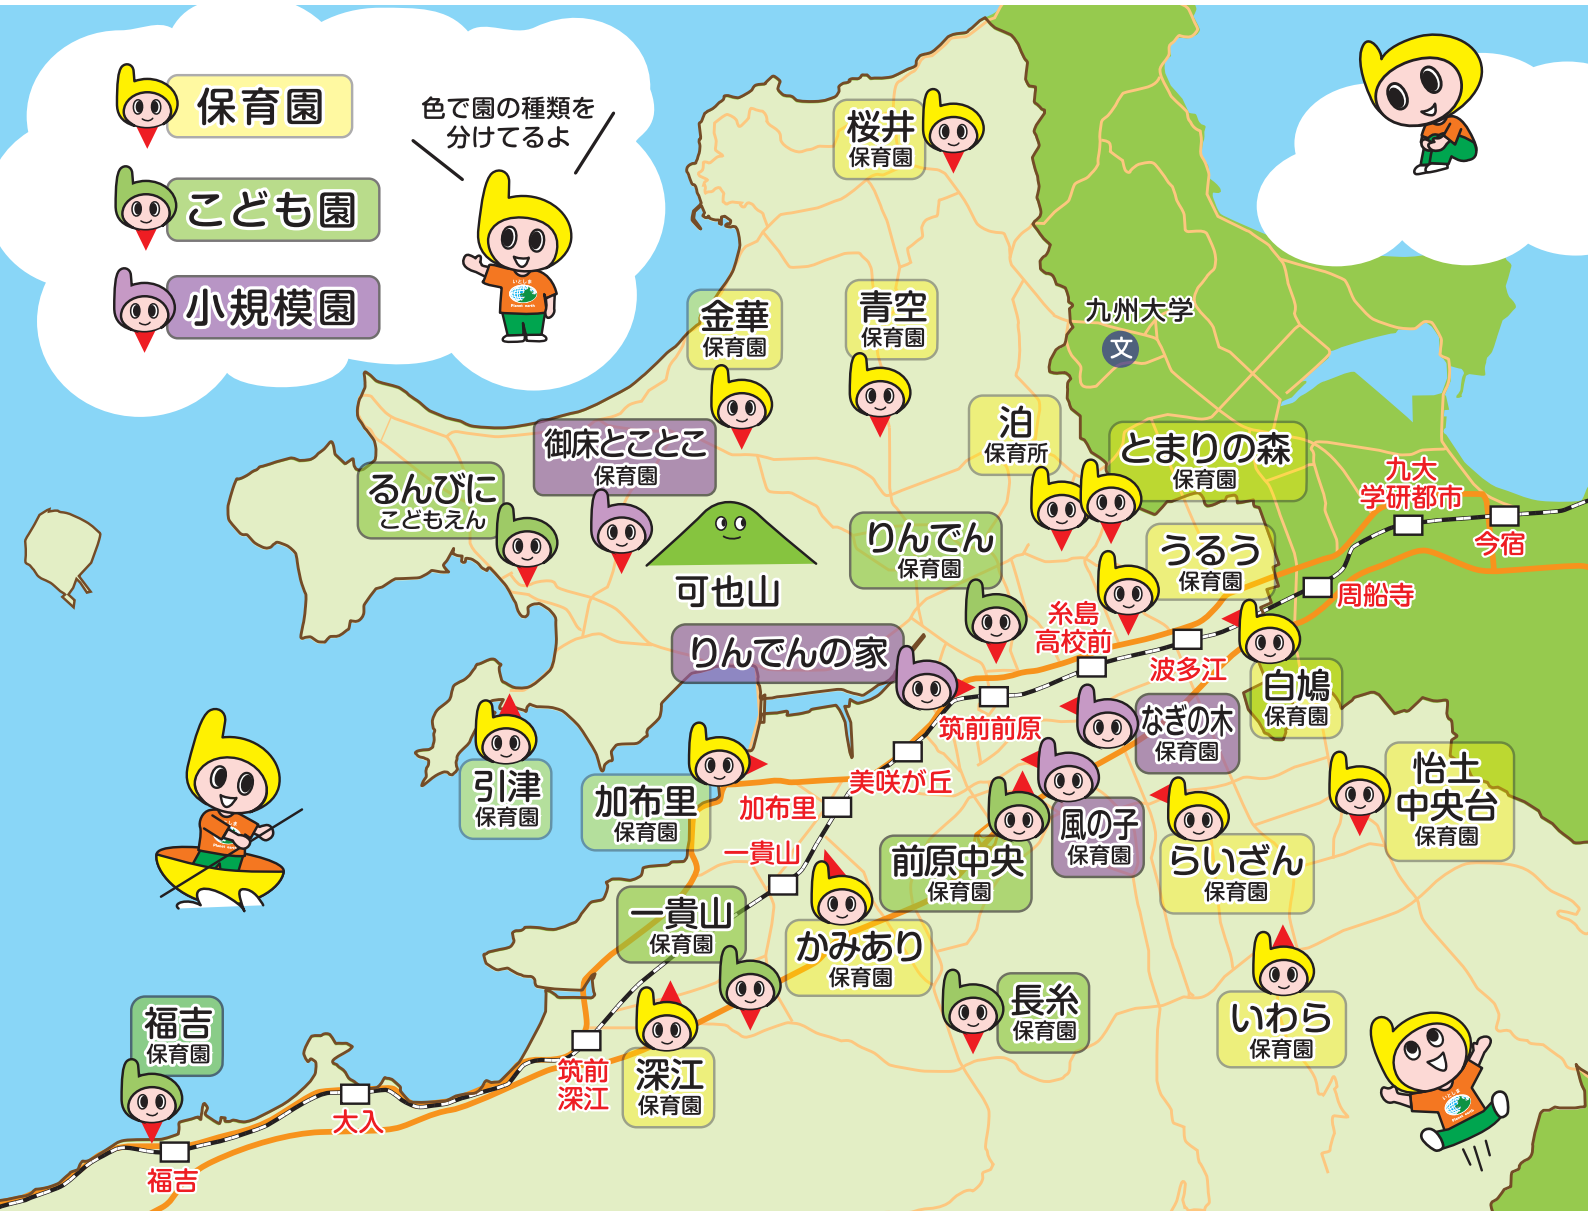 保育園
こども園
小規模園
色で園の種類を
分けてるよ
いとしま
桜井
保育園
金華
保育園
青空
保育園
九州大学
文
泊
保育所
とまりの森
保育園
御床とことこ
保育園
るんびに
こどもえん
可也山
りんでん
保育園
うるう
保育園
九大
学研都市
今宿
周船寺
糸島
高校前
波多江
りんでんの家
筑前前原
なぎの木
保育園
白鳩
保育園
引津
保育園
加布里
保育園
加布里
美咲が丘
一貴山
風の子
保育園
前原中央
保育園
らいざん
保育園
怡土
中央台
保育園
一貴山
保育園
かみあり
保育園
長糸
保育園
いわら
保育園
福吉
保育園
筑前
深江
深江
保育園
大入
福吉
いとしま